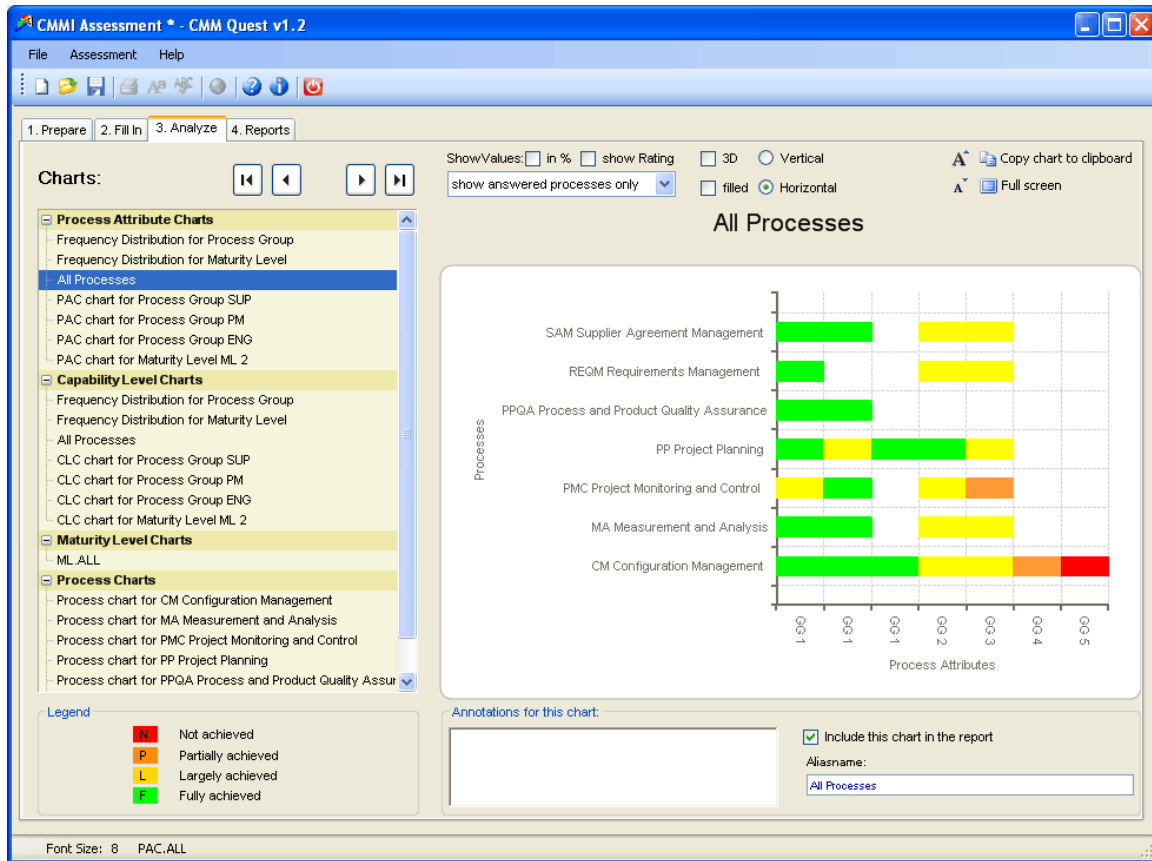 CMMI Assessment * - CMM Quest v1.2
File Assessment Help
1. Prepare 2. Fill In 3. Analyze 4. Reports
Charts:
ShowValues: in % show Rating 3D Vertical Copy chart to clipboard
show answered processes only filled Horizontal Full screen
Process Attribute Charts
Frequency Distribution for Process Group
Frequency Distribution for Maturity Level
All Processes
PAC chart for Process Group SUP
PAC chart for Process Group PM
PAC chart for Process Group ENG
PAC chart for Maturity Level ML 2
Capability Level Charts
Frequency Distribution for Process Group
Frequency Distribution for Maturity Level
All Processes
CLC chart for Process Group SUP
CLC chart for Process Group PM
CLC chart for Process Group ENG
CLC chart for Maturity Level ML 2
Maturity Level Charts
ML.ALL
Process Charts
Process chart for CM Configuration Management
Process chart for MA Measurement and Analysis
Process chart for PMC Project Monitoring and Control
Process chart for PP Project Planning
Process chart for PPQA Process and Product Quality Assur
All Processes
Processes
SAM Supplier Agreement Management
REQM Requirements Management
PPQA Process and Product Quality Assurance
PP Project Planning
PMC Project Monitoring and Control
MA Measurement and Analysis
CM Configuration Management
GG 1 GG 1 GG 1 GG 2 GG 3 GG 4 GG 5
Process Attributes
Legend
N Not achieved
P Partially achieved
L Largely achieved
F Fully achieved
Annotations for this chart:
Include this chart in the report
Aliasname:
All Processes
Font Size: 8 PAC.ALL